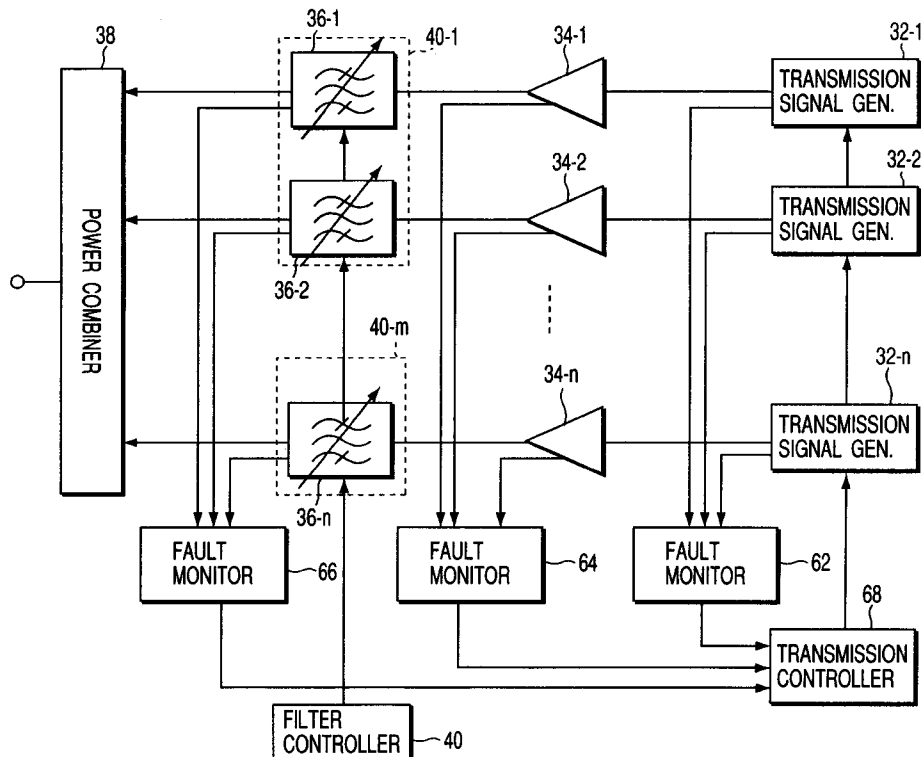 36-1
38
40-1
34-1
32-1
TRANSMISSION
SIGNAL GEN.
34-2
32-2
TRANSMISSION
SIGNAL GEN.
POWER COMBINER
36-2
40-m
34-n
32-n
TRANSMISSION
SIGNAL GEN.
36-n
FAULT
MONITOR
66
FAULT
MONITOR
64
FAULT
MONITOR
62
68
TRANSMISSION
CONTROLLER
FILTER
CONTROLLER
40